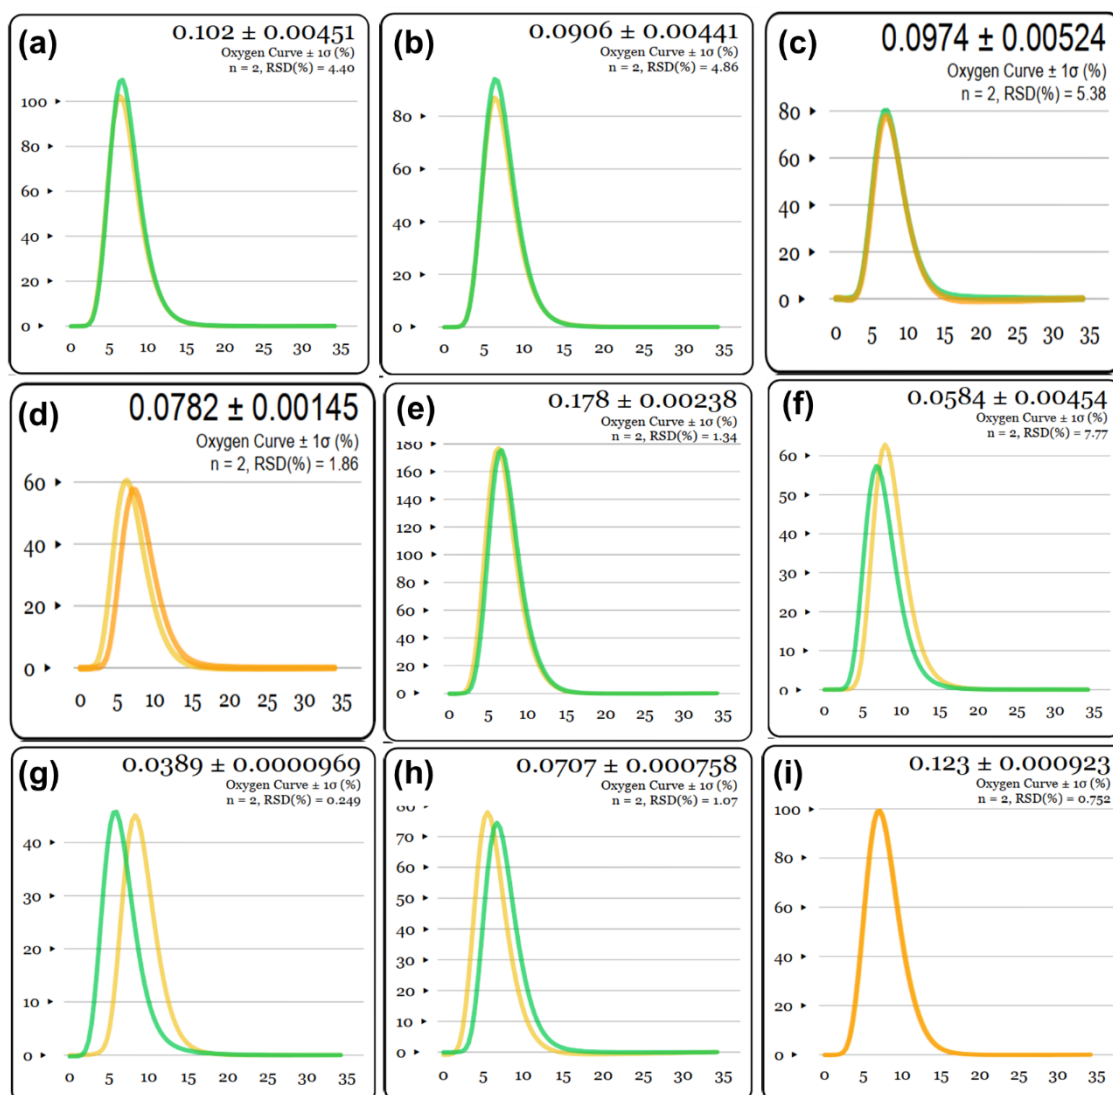 (a)
0.102 ± 0.00451
Oxygen Curve ± 1σ (%)
n = 2, RSD(%) = 4.40
100
80
60
40
20
0
0 5 10 15 20 25 30 35
(b)
0.0906 ± 0.00441
Oxygen Curve ± 1σ (%)
n = 2, RSD(%) = 4.86
80
60
40
20
0
0 5 10 15 20 25 30 35
(c)
0.0974 ± 0.00524
Oxygen Curve ± 1σ (%)
n = 2, RSD(%) = 5.38
80
60
40
20
0
0 5 10 15 20 25 30 35
(d)
0.0782 ± 0.00145
Oxygen Curve ± 1σ (%)
n = 2, RSD(%) = 1.86
60
40
20
0
0 5 10 15 20 25 30 35
(e)
0.178 ± 0.00238
Oxygen Curve ± 1σ (%)
n = 2, RSD(%) = 1.34
180
160
140
120
100
80
60
40
20
0
0 5 10 15 20 25 30 35
(f)
0.0584 ± 0.00454
Oxygen Curve ± 1σ (%)
n = 2, RSD(%) = 7.77
60
50
40
30
20
10
0
0 5 10 15 20 25 30 35
(g)
0.0389 ± 0.0000969
Oxygen Curve ± 1σ (%)
n = 2, RSD(%) = 0.249
40
30
20
10
0
0 5 10 15 20 25 30 35
(h)
0.0707 ± 0.000758
Oxygen Curve ± 1σ (%)
n = 2, RSD(%) = 1.07
80
70
60
50
40
30
20
10
0
0 5 10 15 20 25 30 35
(i)
0.123 ± 0.000923
Oxygen Curve ± 1σ (%)
n = 2, RSD(%) = 0.752
100
80
60
40
20
0
0 5 10 15 20 25 30 35